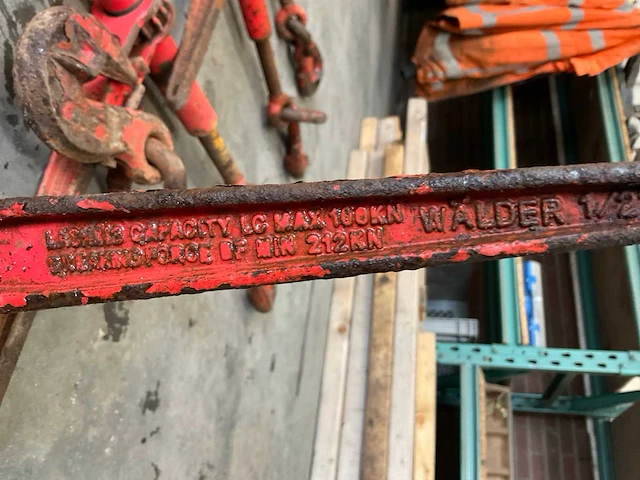 LASHING CAPACITY LC MAX 100KN
BREAKING FORCE BF MIN 212KN
WALDER 1/2